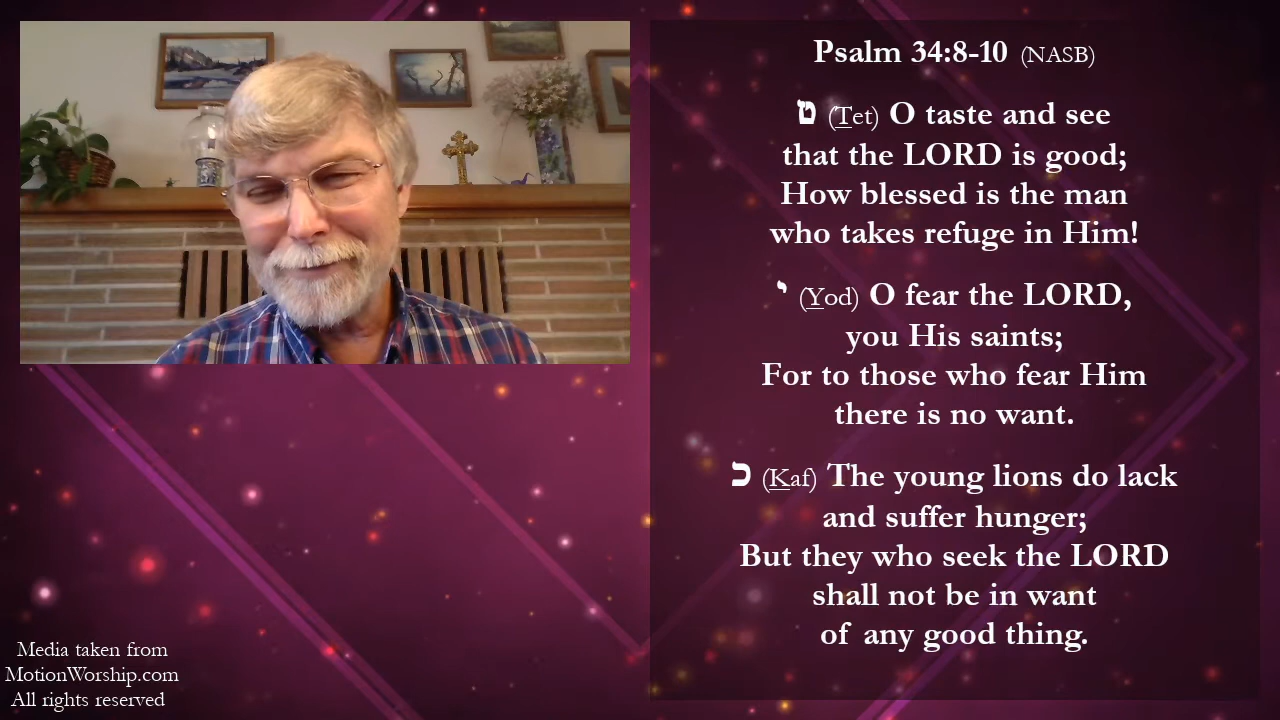 Psalm 34:8-10 (NASB)
ט (Tet) O taste and see
that the LORD is good;
How blessed is the man
who takes refuge in Him!
י (Yod) O fear the LORD,
you His saints;
For to those who fear Him
there is no want.
כ (Kaf) The young lions do lack
and suffer hunger;
But they who seek the LORD
shall not be in want
of any good thing.
Media taken from
MotionWorship.com
All rights reserved